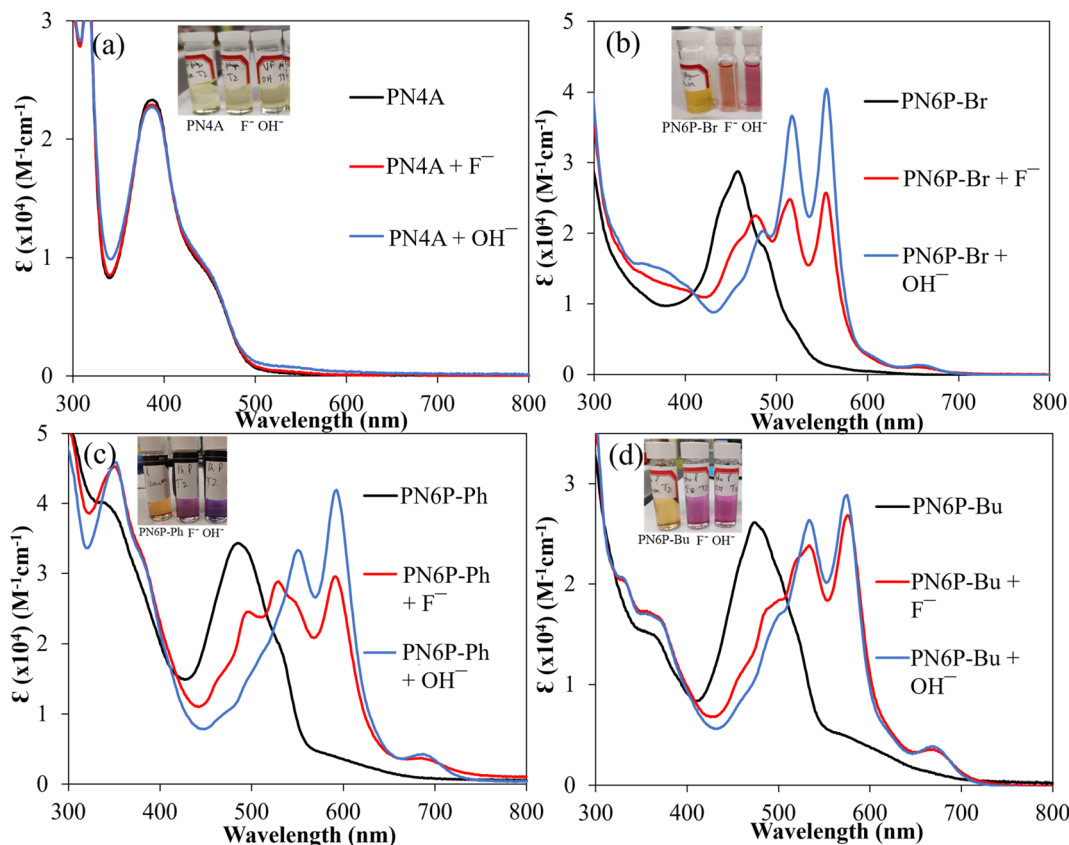 (a)
ε (x10⁴) (M⁻¹cm⁻¹)
3
2
1
0
300 400 500 600 700 800
Wavelength (nm)
PN4A F⁻ OH⁻
PN4A
PN4A + F⁻
PN4A + OH⁻
(b)
ε (x10⁴) (M⁻¹cm⁻¹)
5
4
3
2
1
0
300 400 500 600 700 800
Wavelength (nm)
PN6P-Br F⁻ OH⁻
PN6P-Br
PN6P-Br + F⁻
PN6P-Br +
OH⁻
(c)
ε (x10⁴) (M⁻¹cm⁻¹)
5
4
3
2
1
0
300 400 500 600 700 800
Wavelength (nm)
PN6P-Ph F⁻ OH⁻
PN6P-Ph
PN6P-Ph
+ F⁻
PN6P-Ph
+ OH⁻
(d)
ε (x10⁴) (M⁻¹cm⁻¹)
3
2
1
0
300 400 500 600 700 800
Wavelength (nm)
PN6P-Bu F⁻ OH⁻
PN6P-Bu
PN6P-Bu +
F⁻
PN6P-Bu +
OH⁻